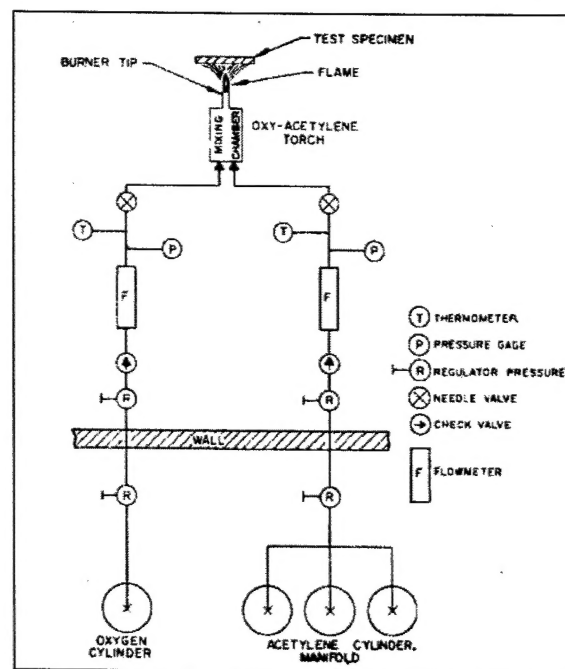 TEST SPECIMEN
BURNER TIP
FLAME
MIXING
CHAMBER
OXY-ACETYLENE
TORCH
T
P
T
P
F
F
T THERMOMETER
P PRESSURE GAGE
R REGULATOR PRESSURE
NEEDLE VALVE
CHECK VALVE
F FLOWMETER
R
R
WALL
R
R
OXYGEN
CYLINDER
ACETYLENE CYLINDER.
MANIFOLD